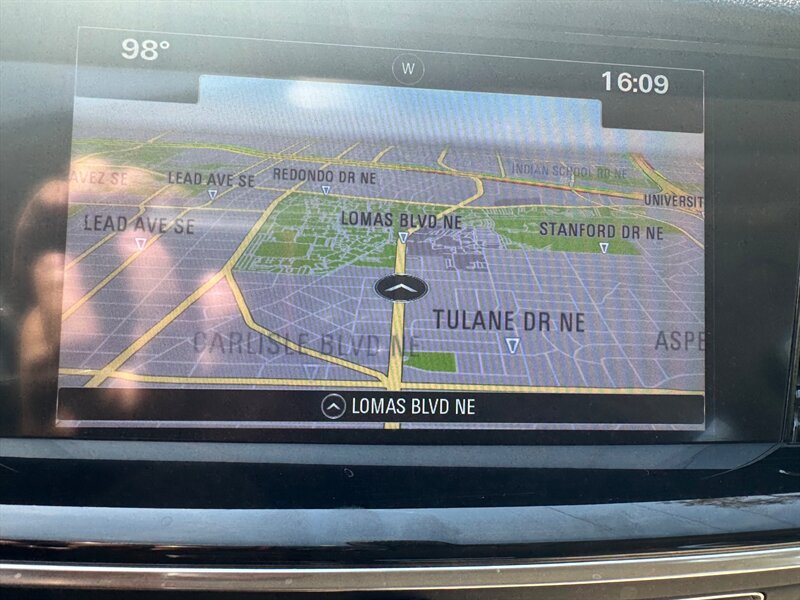 98°
W
16:09
INDIAN SCHOOL RD NE
AVEZ SE
LEAD AVE SE
REDONDO DR NE
UNIVERSIT
LEAD AVE SE
LOMAS BLVD NE
STANFORD DR NE
TULANE DR NE
CARLISLE BLVD NE
ASPE
LOMAS BLVD NE